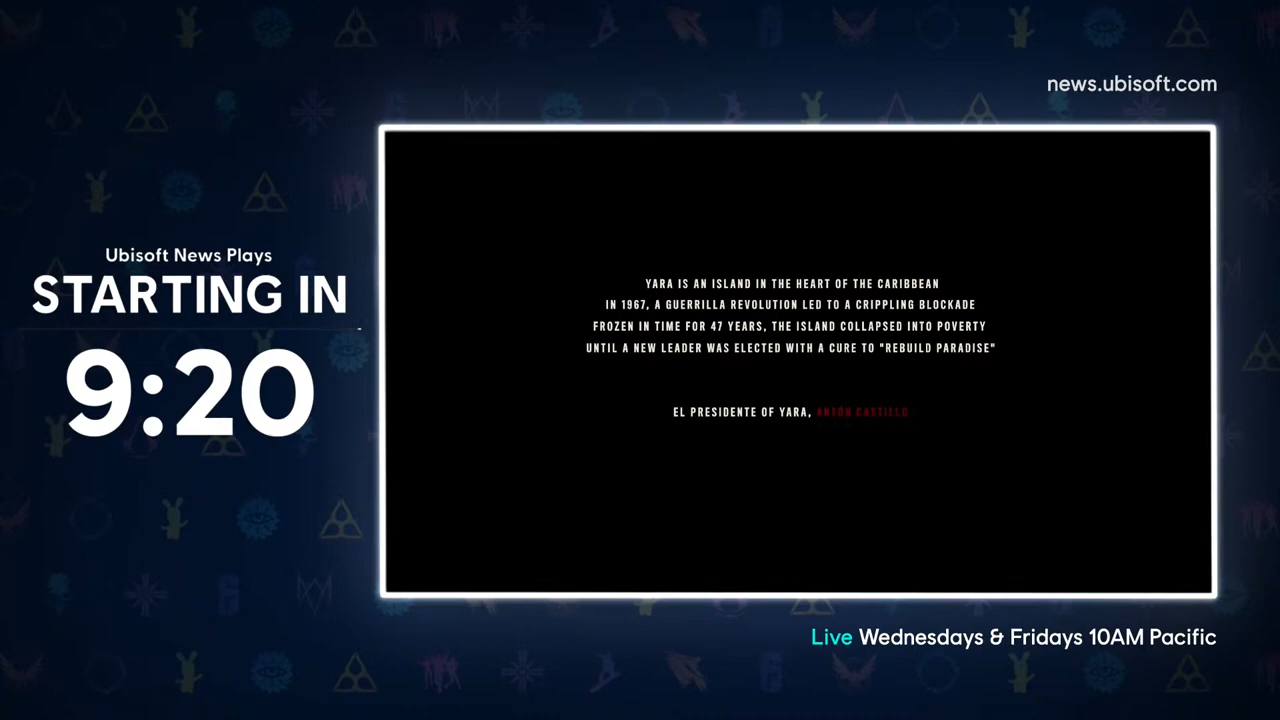 news.ubisoft.com
Ubisoft News Plays
STARTING IN
9:20
YARA IS AN ISLAND IN THE HEART OF THE CARIBBEAN
IN 1967, A GUERRILLA REVOLUTION LED TO A CRIPPLING BLOCKADE
FROZEN IN TIME FOR 47 YEARS, THE ISLAND COLLAPSED INTO POVERTY
UNTIL A NEW LEADER WAS ELECTED WITH A CURE TO "REBUILD PARADISE"
EL PRESIDENTE OF YARA, ANTÓN CASTILLO
Live Wednesdays & Fridays 10AM Pacific